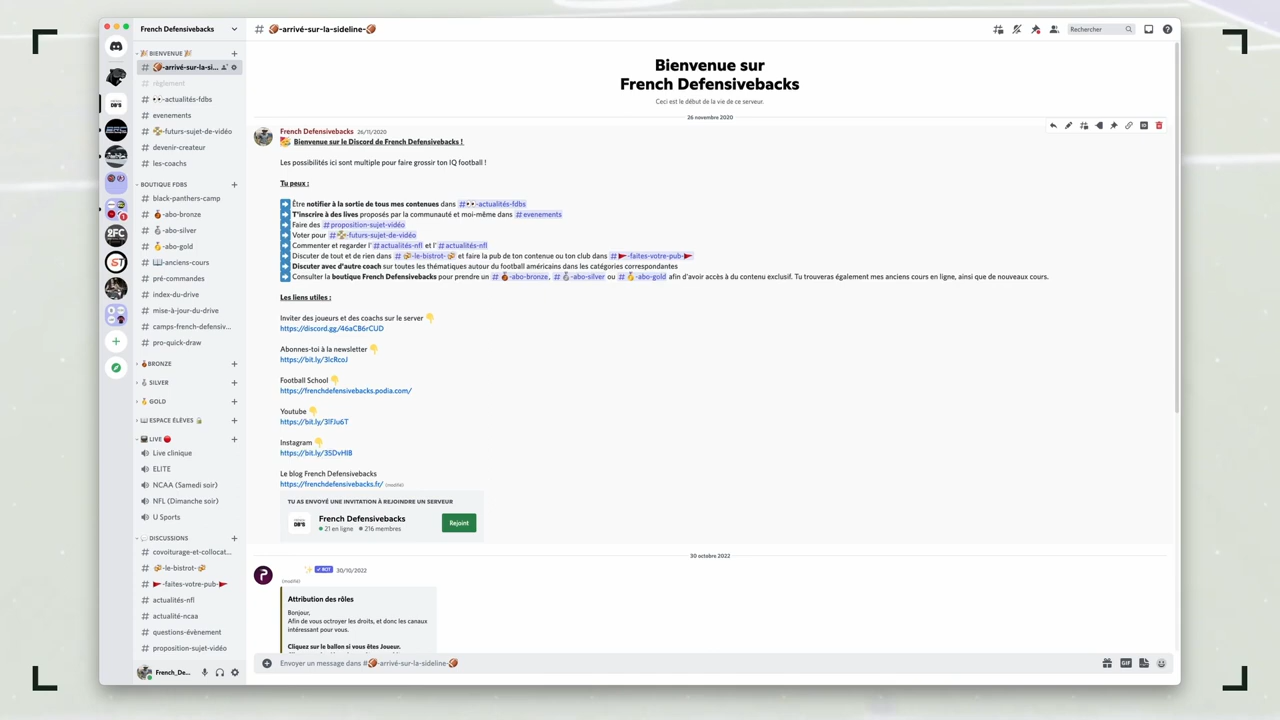 French Defensivebacks
🎉 BIENVENUE 🎉
# 🏈-arrivé-sur-la-si...
# règlement
# 👀-actualités-fdbs
# evenements
# -futurs-sujet-de-vidéo
# devenir-createur
# les-coachs
BOUTIQUE FDBS
# black-panthers-camp
# 🥉-abo-bronze
# 🥈-abo-silver
# 🥇-abo-gold
# 📖-anciens-cours
# pré-commandes
# index-du-drive
# mise-à-jour-du-drive
# camps-french-defensiv...
# pro-quick-draw
🥉BRONZE
🥈 SILVER
🥇 GOLD
📖 ESPACE ÉLÈVES 🔒
LIVE 🔴
Live clinique
ELITE
NCAA (Samedi soir)
NFL (Dimanche soir)
U Sports
💬 DISCUSSIONS
# covoiturage-et-collocat...
# 🍻-le-bistrot-🍻
# 🚩-faites-votre-pub-🚩
# actualités-nfl
# actualité-ncaa
# questions-évènement
# proposition-sujet-vidéo
French_De...
# 🏈-arrivé-sur-la-sideline-🏈
Rechercher
Bienvenue sur
French Defensivebacks
Ceci est le début de la vie de ce serveur.
26 novembre 2020
French Defensivebacks 26/11/2020
Bienvenue sur le Discord de French Defensivebacks !
Les possibilités ici sont multiple pour faire grossir ton IQ football !
Tu peux :
➡ Être notifier à la sortie de tous mes contenues dans #👀-actualités-fdbs
➡ T'inscrire à des lives proposés par la communauté et moi-même dans # evenements
➡ Faire des # proposition-sujet-vidéo
➡ Voter pour # -futurs-sujet-de-vidéo
➡ Commenter et regarder l'# actualités-nfl et l'# actualités-nfl
➡ Discuter de tout et de rien dans # 🍻-le-bistrot-🍻 et faire la pub de ton contenu ou ton club dans # 🚩-faites-votre-pub-🚩
➡ Discuter avec d'autre coach sur toutes les thématiques autour du football américains dans les catégories correspondantes
➡ Consulter la boutique French Defensivebacks pour prendre un # 🥉-abo-bronze, # 🥈-abo-silver ou # 🥇-abo-gold afin d'avoir accès à du contenu exclusif. Tu trouveras également mes anciens cours en ligne, ainsi que de nouveaux cours.
Les liens utiles :
Inviter des joueurs et des coachs sur le server 👇
https://discord.gg/46aCB6rCUD
Abonnes-toi à la newsletter 👇
https://bit.ly/3lcRcoJ
Football School 👇
https://frenchdefensivebacks.podia.com/
Youtube 👇
https://bit.ly/3lFJu6T
Instagram 👇
https://bit.ly/35DvHlB
Le blog French Defensivebacks
https://frenchdefensivebacks.fr/ (modifié)
TU AS ENVOYÉ UNE INVITATION À REJOINDRE UN SERVEUR
French Defensivebacks
21 en ligne 216 membres
Rejoint
30 octobre 2022
✨ ✓ BOT 30/10/2022
(modifié)
Attribution des rôles
Bonjour,
Afin de vous octroyer les droits, et donc les canaux
intéressant pour vous.
Cliquez sur le ballon si vous êtes Joueur.
Envoyer un message dans #🏈-arrivé-sur-la-sideline-🏈
GIF